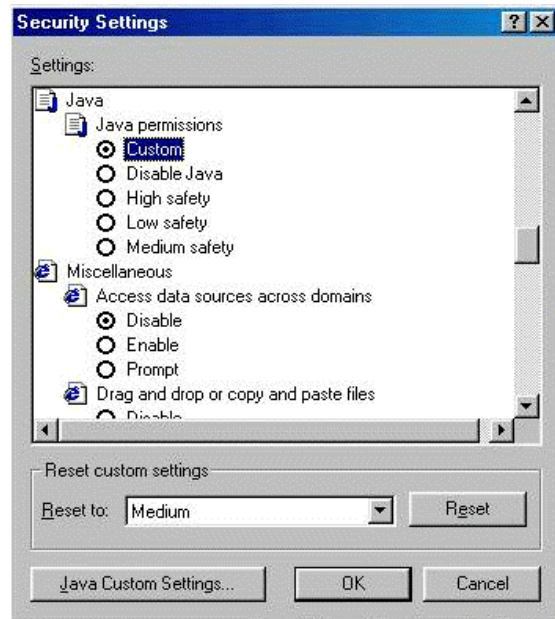 Security Settings
Settings:
Java
Java permissions
Custom
Disable Java
High safety
Low safety
Medium safety
Miscellaneous
Access data sources across domains
Disable
Enable
Prompt
Drag and drop or copy and paste files
Disable
Reset custom settings
Reset to: Medium Reset
Java Custom Settings... OK Cancel